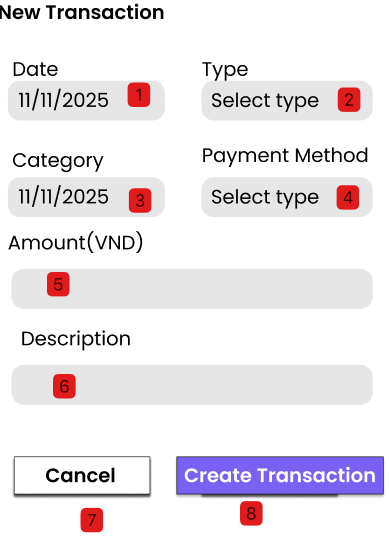 New Transaction
Date
Type
11/11/2025 1
Select type 2
Category
Payment Method
11/11/2025 3
Select type 4
Amount(VND)
5
Description
6
Cancel
Create Transaction
7
8